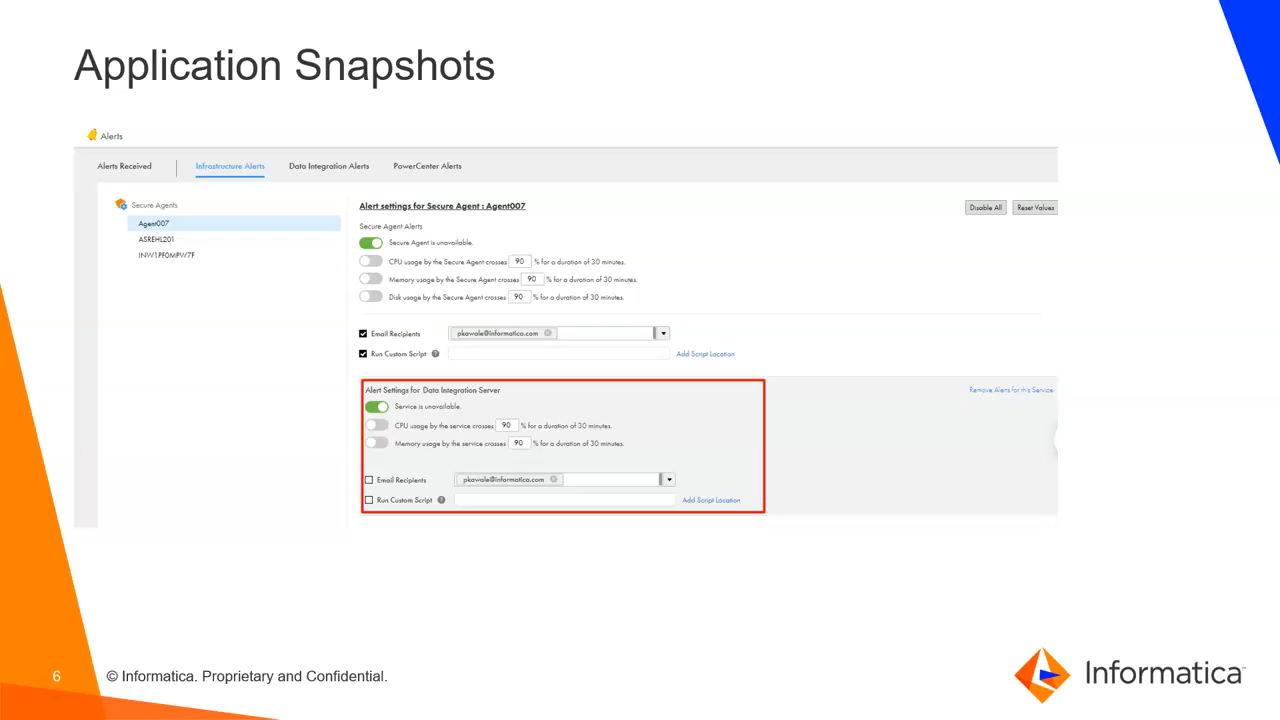 Application Snapshots
Alerts
Alerts Received
Infrastructure Alerts
Data Integration Alerts
PowerCenter Alerts
Secure Agents
Agent007
ASREHL201
INW1PF0MPW7F
Alert settings for Secure Agent : Agent007
Disable All
Reset Values
Secure Agent Alerts
Secure Agent is unavailable.
CPU usage by the Secure Agent crosses 90 % for a duration of 30 minutes.
Memory usage by the Secure Agent crosses 90 % for a duration of 30 minutes.
Disk usage by the Secure Agent crosses 90 % for a duration of 30 minutes.
Email Recipients pkawale@informatica.com
Run Custom Script ? Add Script Location
Alert Settings for Data Integration Server
Remove Alerts for this Service
Service is unavailable.
CPU usage by the service crosses 90 % for a duration of 30 minutes.
Memory usage by the service crosses 90 % for a duration of 30 minutes.
Email Recipients pkawale@informatica.com
Run Custom Script ? Add Script Location
6
© Informatica. Proprietary and Confidential.
Informatica™